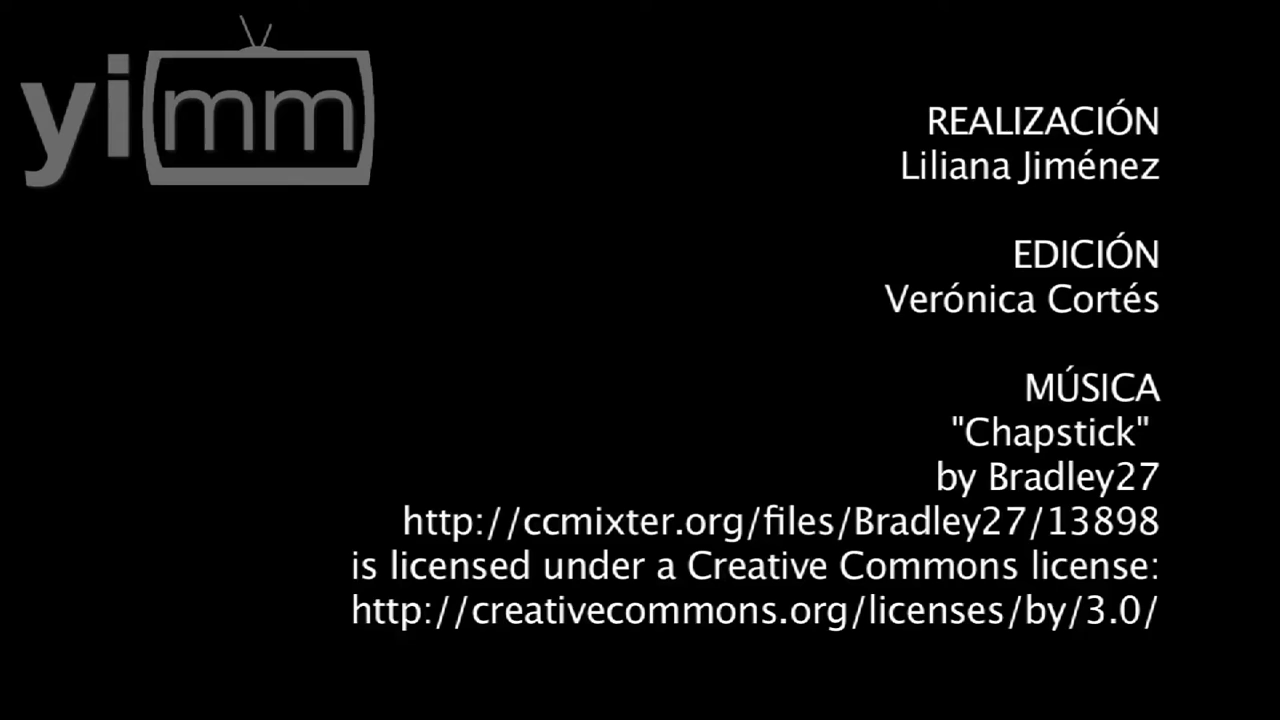 yimm
REALIZACIÓN
Liliana Jiménez
EDICIÓN
Verónica Cortés
MÚSICA
"Chapstick"
by Bradley27
http://ccmixter.org/files/Bradley27/13898
is licensed under a Creative Commons license:
http://creativecommons.org/licenses/by/3.0/